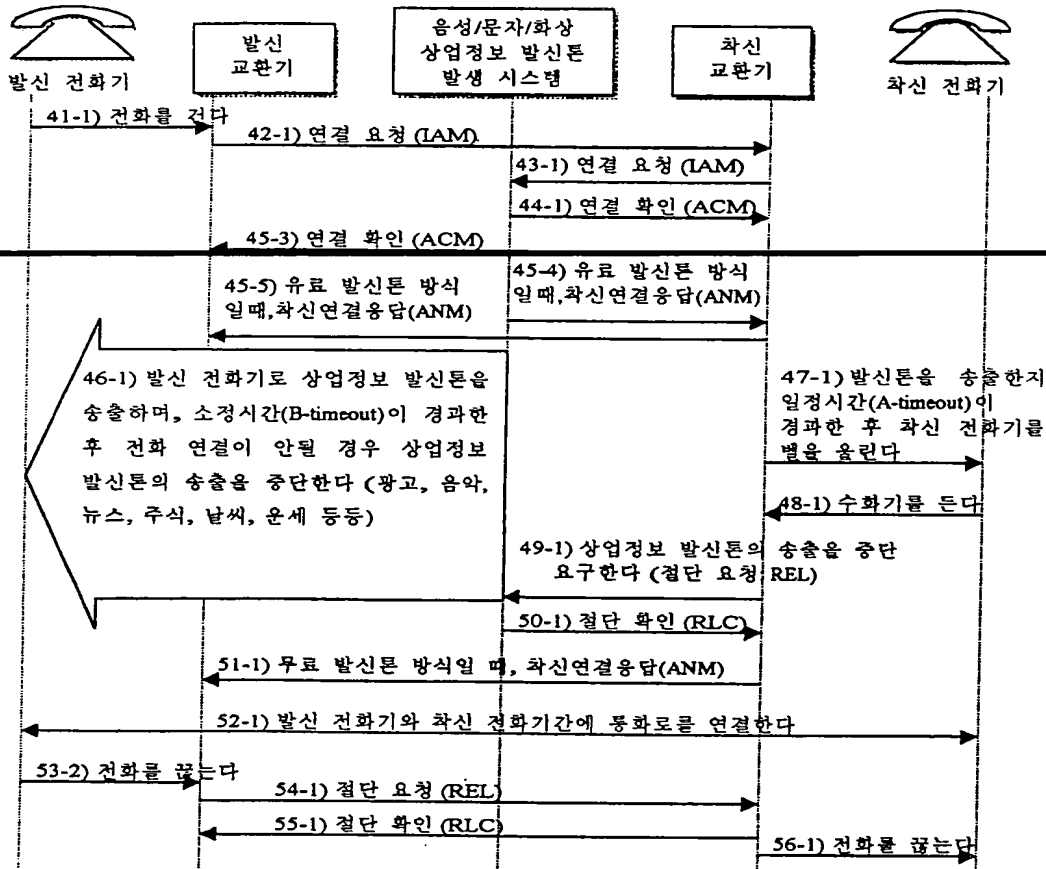 발신 전화기
발신
교환기
음성/문자/화상
상업정보 발신톤
발생 시스템
착신
교환기
착신 전화기
41-1) 전화를 건다
42-1) 연결 요청 (IAM)
43-1) 연결 요청 (IAM)
44-1) 연결 확인 (ACM)
45-3) 연결 확인 (ACM)
45-4) 유료 발신톤 방식
일때,착신연결응답(ANM)
45-5) 유료 발신톤 방식
일때,착신연결응답(ANM)
46-1) 발신 전화기로 상업정보 발신톤을
송출하며, 소정시간(B-timeout)이 경과한
후 전화 연결이 안될 경우 상업정보
발신톤의 송출을 중단한다 (광고, 음악,
뉴스, 주식, 날씨, 운세 등등)
47-1) 발신톤을 송출한지
일정시간(A-timeout)이
경과한 후 착신 전화기를
벨을 울린다
48-1) 수화기를 든다
49-1) 상업정보 발신톤의 송출을 중단
요구한다 (절단 요청 REL)
50-1) 절단 확인 (RLC)
51-1) 무료 발신톤 방식일 때, 착신연결응답(ANM)
52-1) 발신 전화기와 착신 전화기간에 통화로를 연결한다
53-2) 전화를 끊는다
54-1) 절단 요청 (REL)
55-1) 절단 확인 (RLC)
56-1) 전화를 끊는다